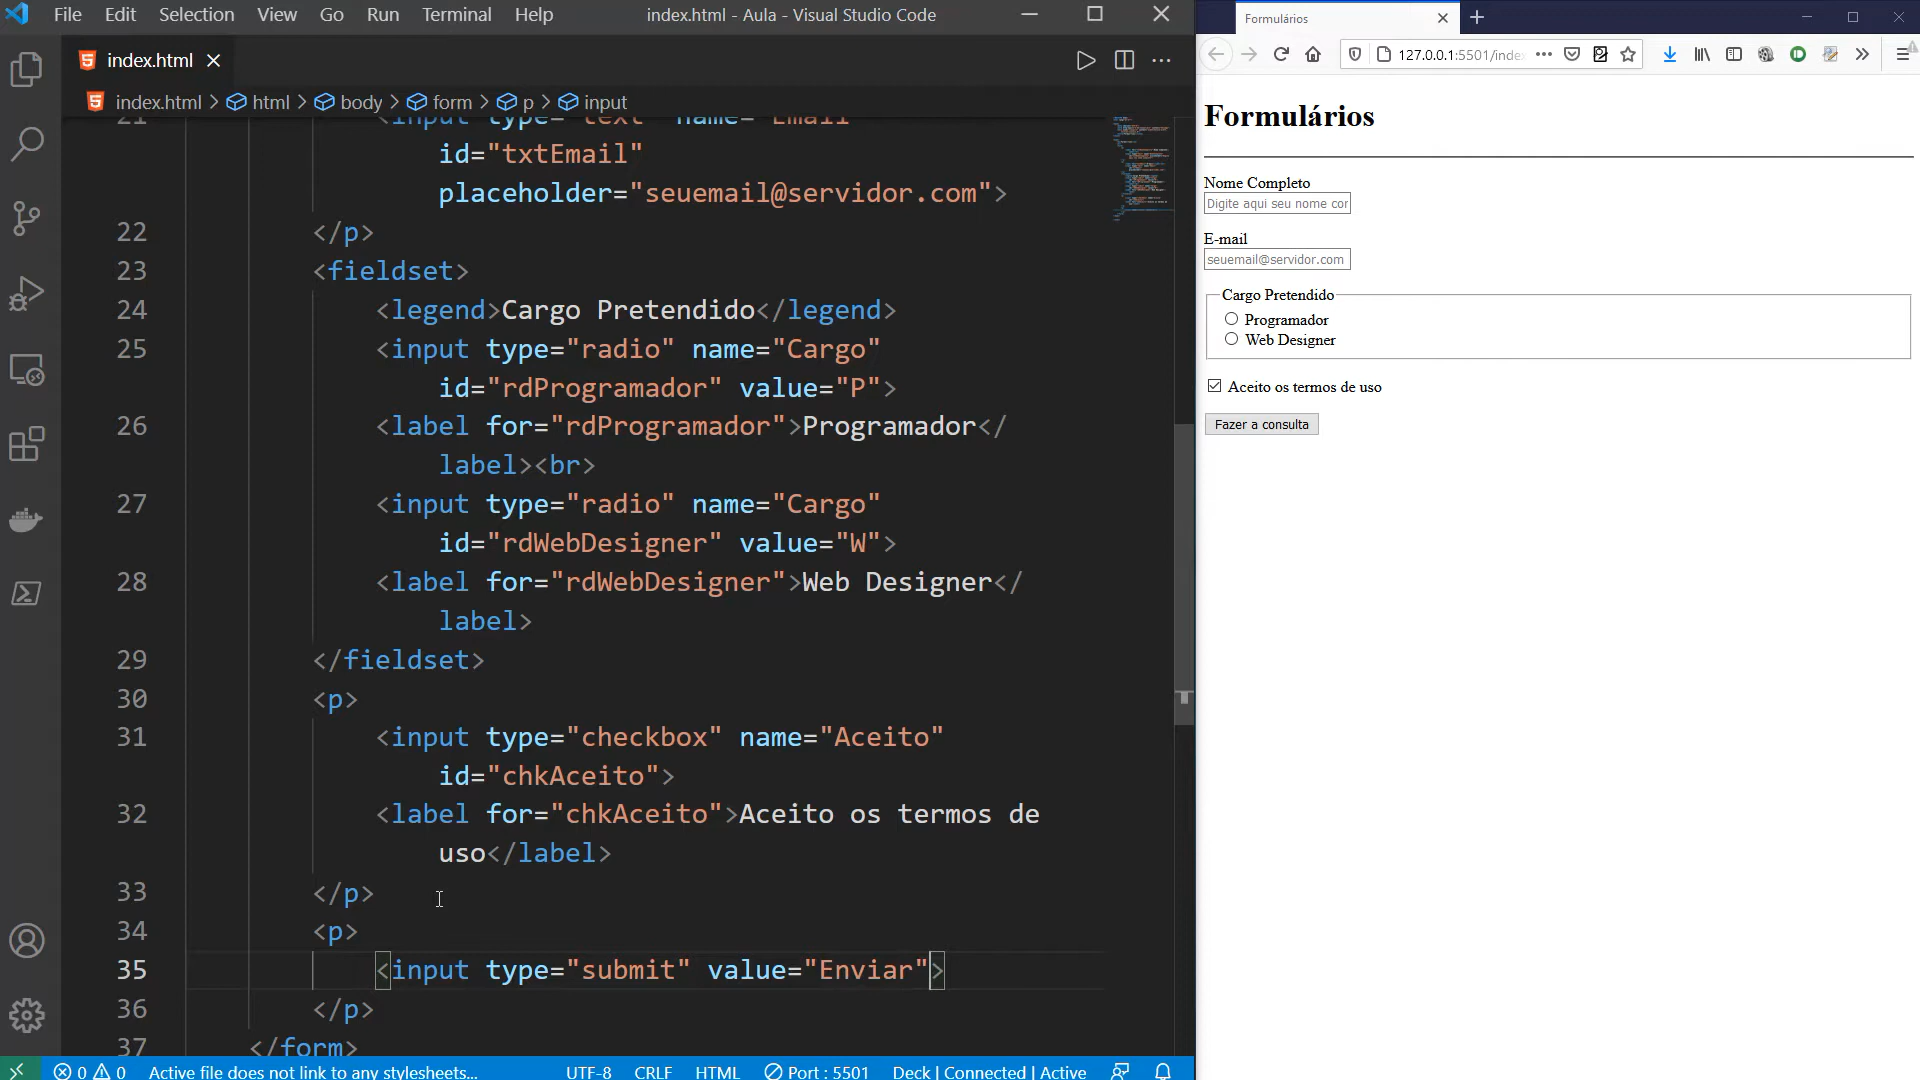 File Edit Selection View Go Run Terminal Help index.html - Aula - Visual Studio Code
index.html
index.html > html > body > form > p > input
21 <input type="text" name="Email"
id="txtEmail"
placeholder="seuemail@servidor.com">
22 </p>
23 <fieldset>
24 <legend>Cargo Pretendido</legend>
25 <input type="radio" name="Cargo"
id="rdProgramador" value="P">
26 <label for="rdProgramador">Programador</
label><br>
27 <input type="radio" name="Cargo"
id="rdWebDesigner" value="W">
28 <label for="rdWebDesigner">Web Designer</
label>
29 </fieldset>
30 <p>
31 <input type="checkbox" name="Aceito"
id="chkAceito">
32 <label for="chkAceito">Aceito os termos de
uso</label>
33 </p>
34 <p>
35 <input type="submit" value="Enviar">
36 </p>
37 </form>
0 0 Active file does not link to any stylesheets... UTF-8 CRLF HTML Port : 5501 Deck | Connected | Active
Formulários
127.0.0.1:5501/inde
Formulários
Nome Completo
Digite aqui seu nome cor
E-mail
seuemail@servidor.com
Cargo Pretendido
Programador
Web Designer
Aceito os termos de uso
Fazer a consulta